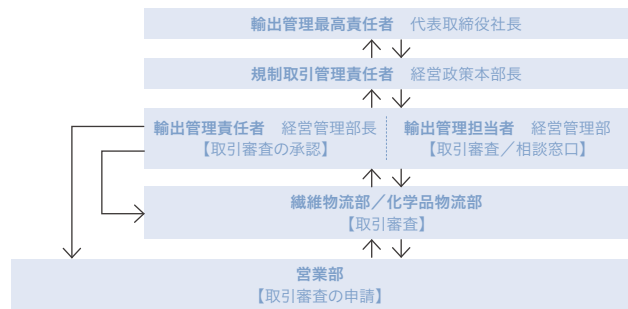 輸出管理最高責任者　代表取締役社長
規制取引管理責任者　経営政策本部長
輸出管理責任者　経営管理部長
【取引審査の承認】
輸出管理担当者　経営管理部
【取引審査／相談窓口】
繊維物流部／化学品物流部
【取引審査】
営業部
【取引審査の申請】